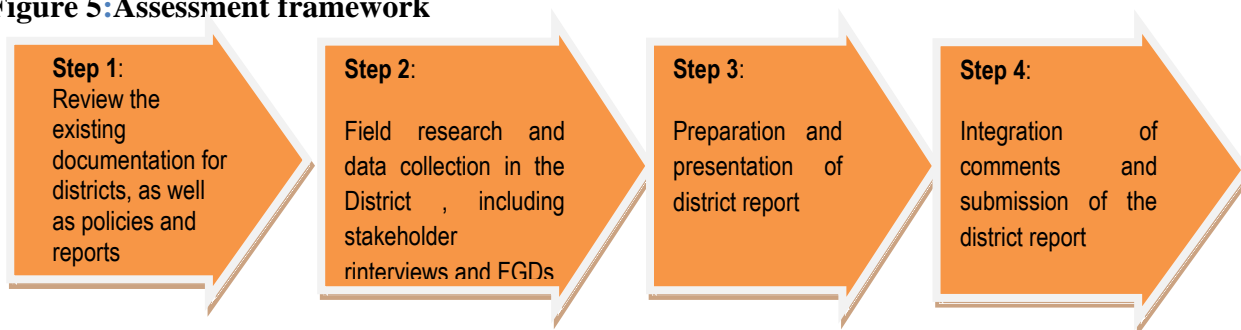 Figure 5:Assessment framework
Step 1:
Review the
existing
documentation for
districts, as well
as policies and
reports
Step 2:
Field research and
data collection in the
District , including
stakeholder
rinterviews and FGDs
Step 3:
Preparation and
presentation of
district report
Step 4:
Integration of
comments and
submission of the
district report